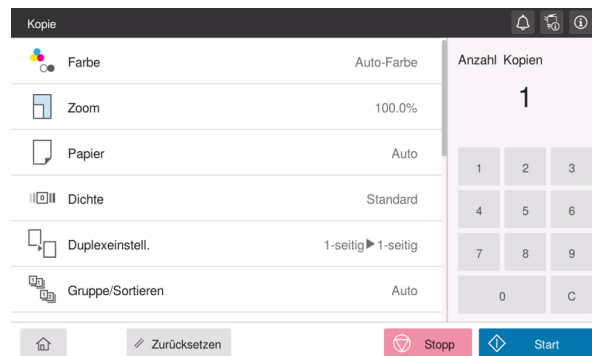 Kopie
Farbe Auto-Farbe
Zoom 100.0%
Papier Auto
Dichte Standard
Duplexeinstell. 1-seitig▶1-seitig
Gruppe/Sortieren Auto
Anzahl Kopien
1
1 2 3
4 5 6
7 8 9
0 C
Zurücksetzen Stopp Start